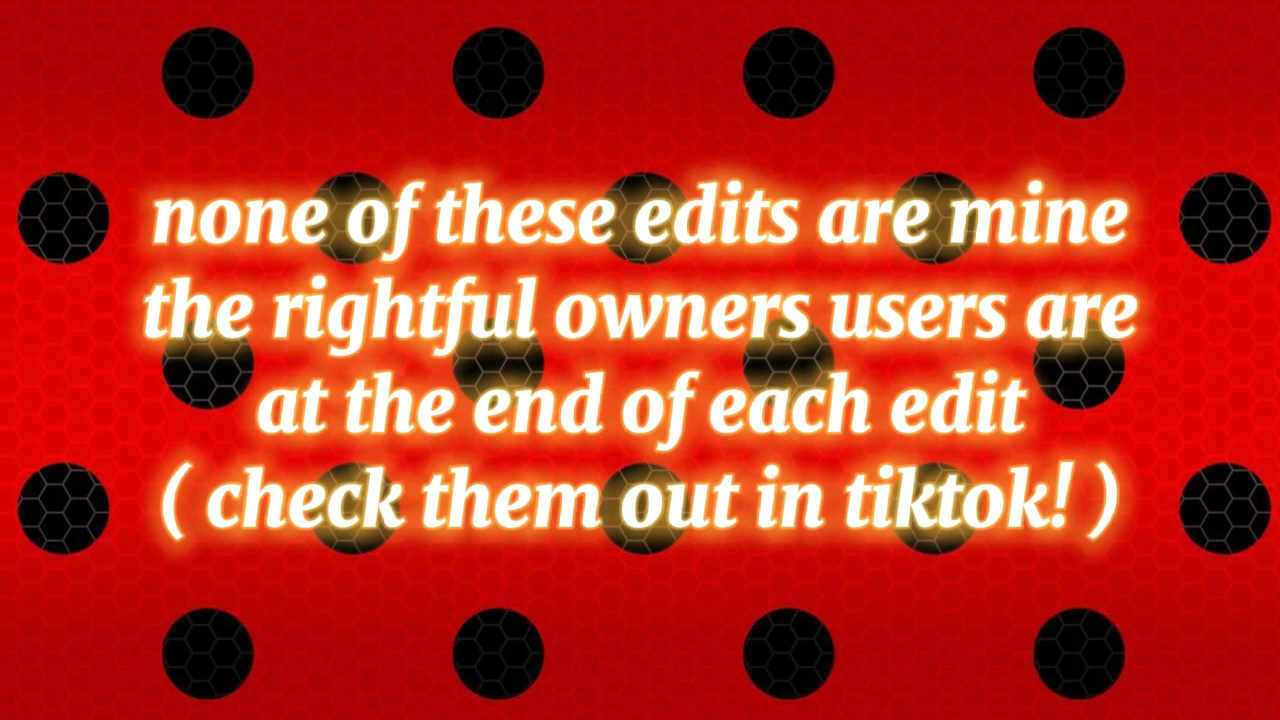 none of these edits are mine
the rightful owners users are
at the end of each edit
( check them out in tiktok! )